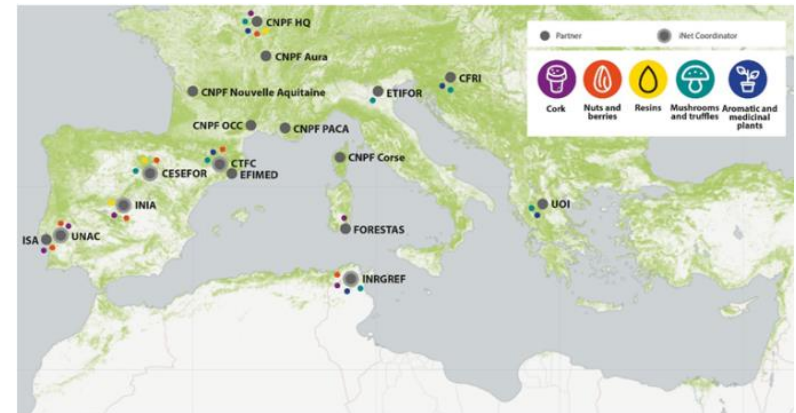 CNPF HQ
CNPF Aura
CNPF Nouvelle Aquitaine
CNPF OCC
CNPF PACA
ETIFOR
CFRI
CESEFOR
CTFC
EFIMED
CNPF Corse
INIA
ISA
UNAC
FORESTAS
INRGREF
UOI
Partner
iNet Coordinator
Cork
Nuts and
berries
Resins
Mushrooms
and truffles
Aromatic and
medicinal
plants